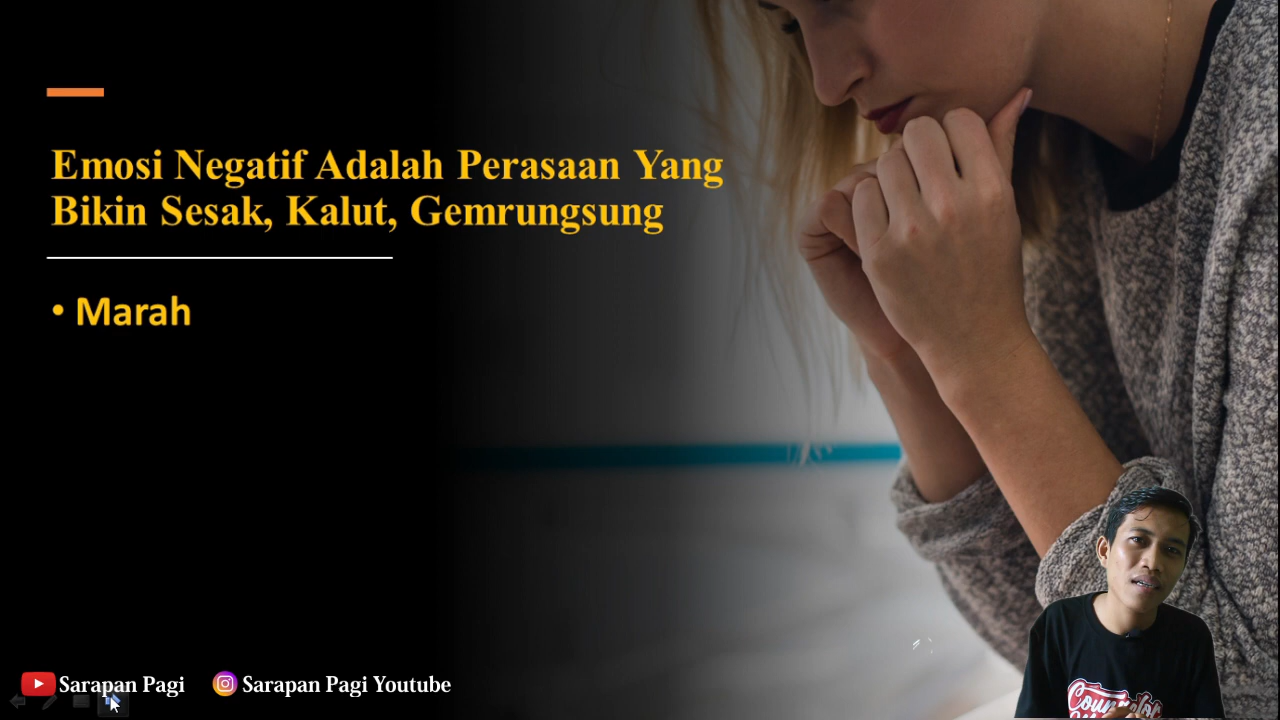 Emosi Negatif Adalah Perasaan Yang
Bikin Sesak, Kalut, Gemrungsung
• Marah
Sarapan Pagi
Sarapan Pagi Youtube